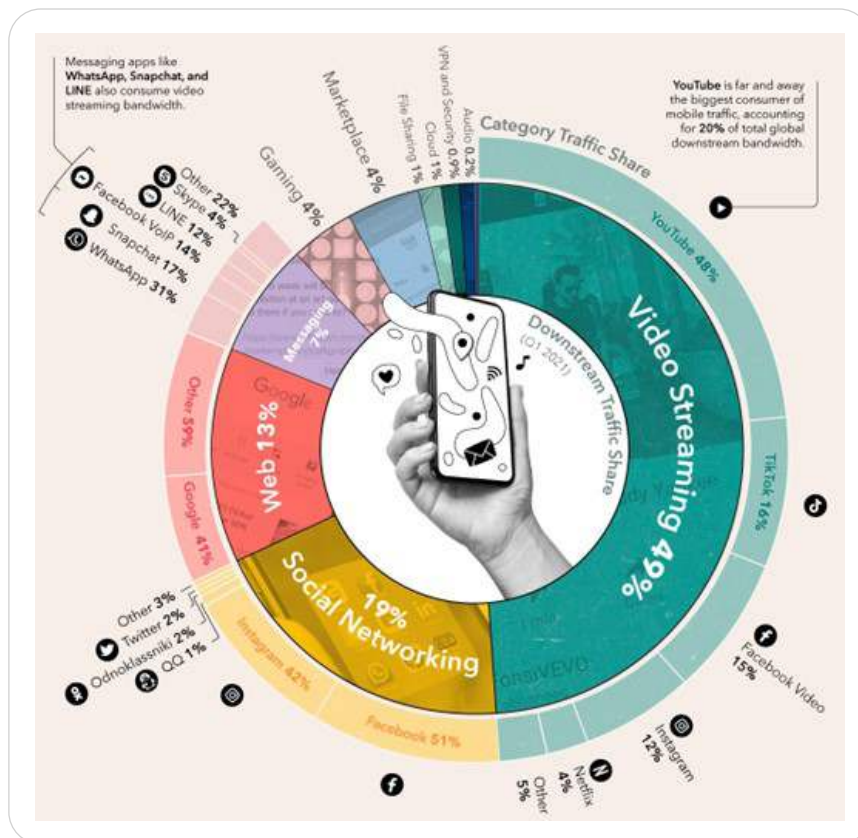 Messaging apps like
WhatsApp, Snapchat, and
LINE also consume video
streaming bandwidth.
YouTube is far and away
the biggest consumer of
mobile traffic, accounting
for 20% of total global
downstream bandwidth.
Category Traffic Share
Downstream Traffic Share
(Q1 2021)
Video Streaming 49%
YouTube 48%
TikTok 16%
Facebook Video
15%
Instagram
12%
Netflix
4%
Other
5%
19%
Social Networking
Facebook 51%
Instagram 42%
QQ 1%
Odnoklassniki 2%
Twitter 2%
Other 3%
Web 13%
Google 41%
Other 59%
Google
Messaging
7%
WhatsApp 31%
Snapchat 17%
Facebook VoIP 14%
LINE 12%
Skype 4%
Other 22%
Gaming 4%
Marketplace 4%
File Sharing 1%
Cloud 1%
VPN and Security 0.9%
Audio 0.2%